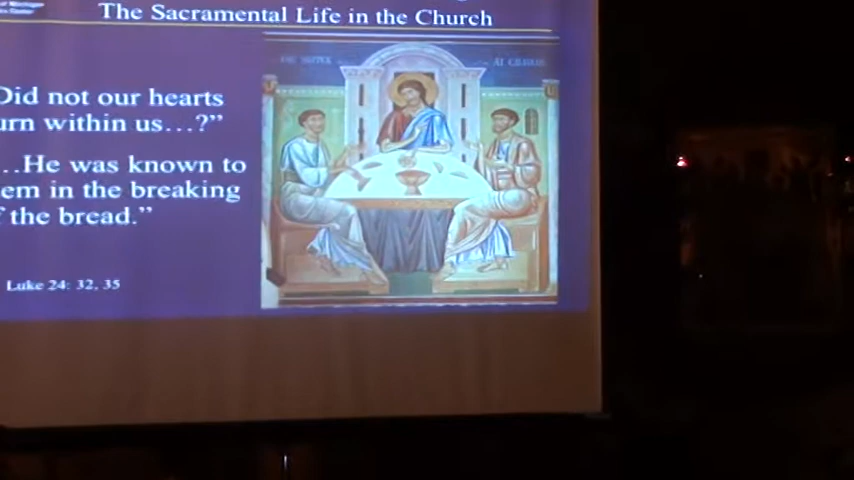 The Sacramental Life in the Church
Did not our hearts
urn within us…?”
…He was known to
em in the breaking
f the bread.”
Luke 24: 32, 35